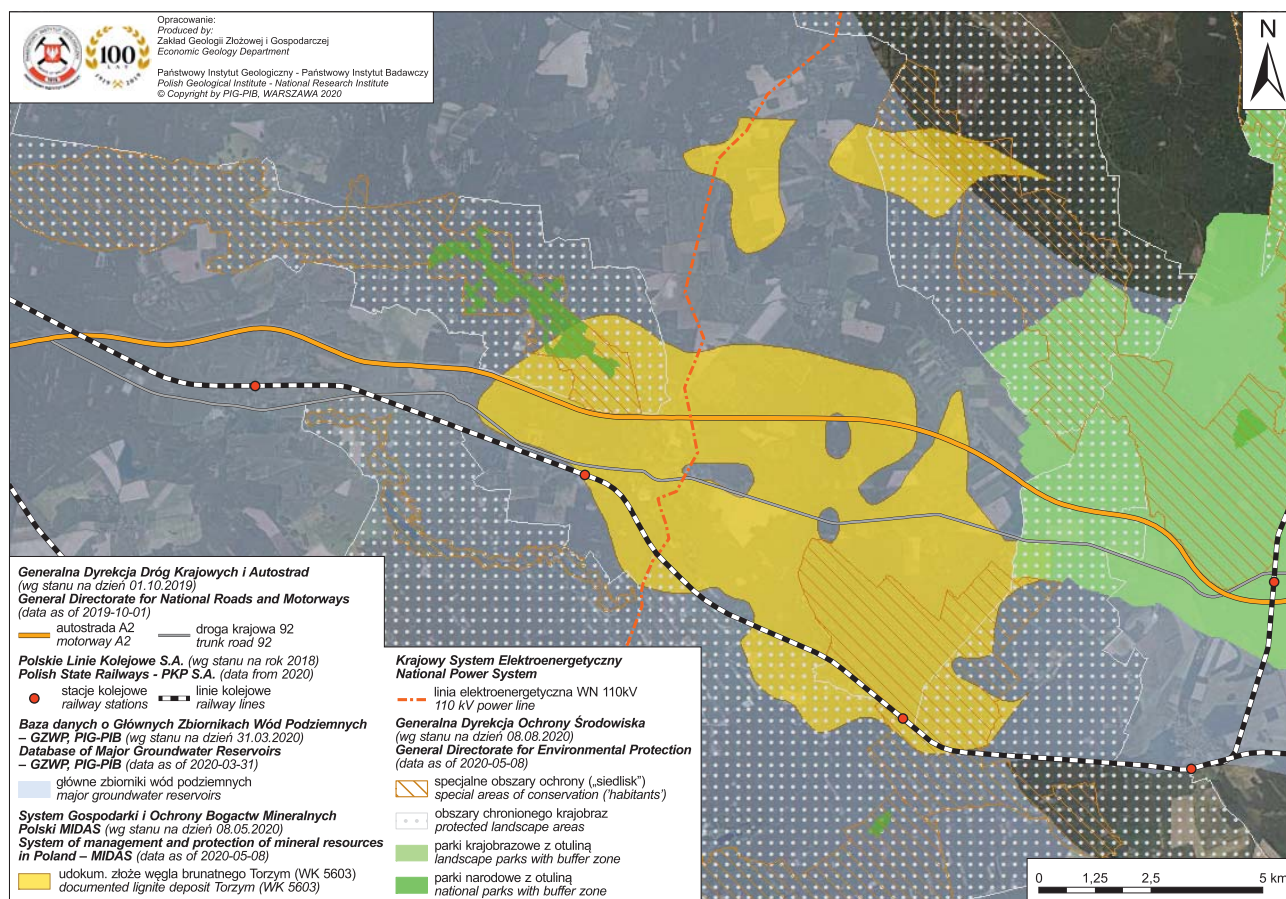 100
LAT
1919 2019
Opracowanie:
Produced by:
Zakład Geologii Złożowej i Gospodarczej
Economic Geology Department
Państwowy Instytut Geologiczny - Państwowy Instytut Badawczy
Polish Geological Institute - National Research Institute
© Copyright by PIG-PIB, WARSZAWA 2020
N
Generalna Dyrekcja Dróg Krajowych i Autostrad
(wg stanu na dzień 01.10.2019)
General Directorate for National Roads and Motorways
(data as of 2019-10-01)
autostrada A2
motorway A2
droga krajowa 92
trunk road 92
Polskie Linie Kolejowe S.A. (wg stanu na rok 2018)
Polish State Railways - PKP S.A. (data from 2020)
stacje kolejowe
railway stations
linie kolejowe
railway lines
Baza danych o Głównych Zbiornikach Wód Podziemnych
– GZWP, PIG-PIB (wg stanu na dzień 31.03.2020)
Database of Major Groundwater Reservoirs
– GZWP, PIG-PIB (data as of 2020-03-31)
główne zbiorniki wód podziemnych
major groundwater reservoirs
System Gospodarki i Ochrony Bogactw Mineralnych
Polski MIDAS (wg stanu na dzień 08.05.2020)
System of management and protection of mineral resources
in Poland – MIDAS (data as of 2020-05-08)
udokum. złoże węgla brunatnego Torzym (WK 5603)
documented lignite deposit Torzym (WK 5603)
Krajowy System Elektroenergetyczny
National Power System
linia elektroenergetyczna WN 110kV
110 kV power line
Generalna Dyrekcja Ochrony Środowiska
(wg stanu na dzień 08.08.2020)
General Directorate for Environmental Protection
(data as of 2020-05-08)
specjalne obszary ochrony („siedlisk”)
special areas of conservation ('habitants')
obszary chronionego krajobraz
protected landscape areas
parki krajobrazowe z otuliną
landscape parks with buffer zone
parki narodowe z otuliną
national parks with buffer zone
0 1,25 2,5 5 km